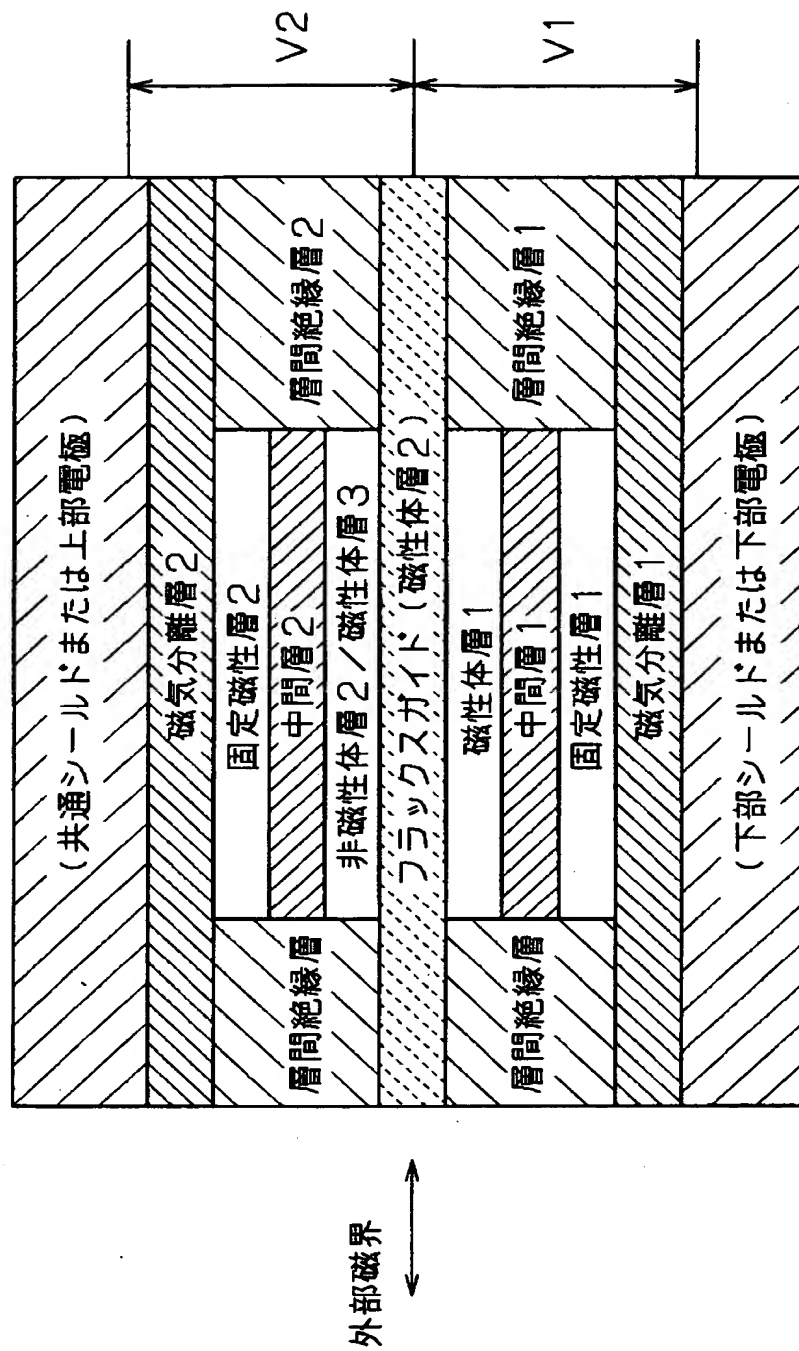 (共通シールドまたは上部電極)
磁気分離層2
固定磁性層2
中間層2
非磁性体層2/磁性体層3
層間絶縁層
層間絶縁層2
フラックスガイド(磁性体層2)
磁性体層1
中間層1
固定磁性層1
層間絶縁層
層間絶縁層1
磁気分離層1
(下部シールドまたは下部電極)
V2
V1
外部磁界